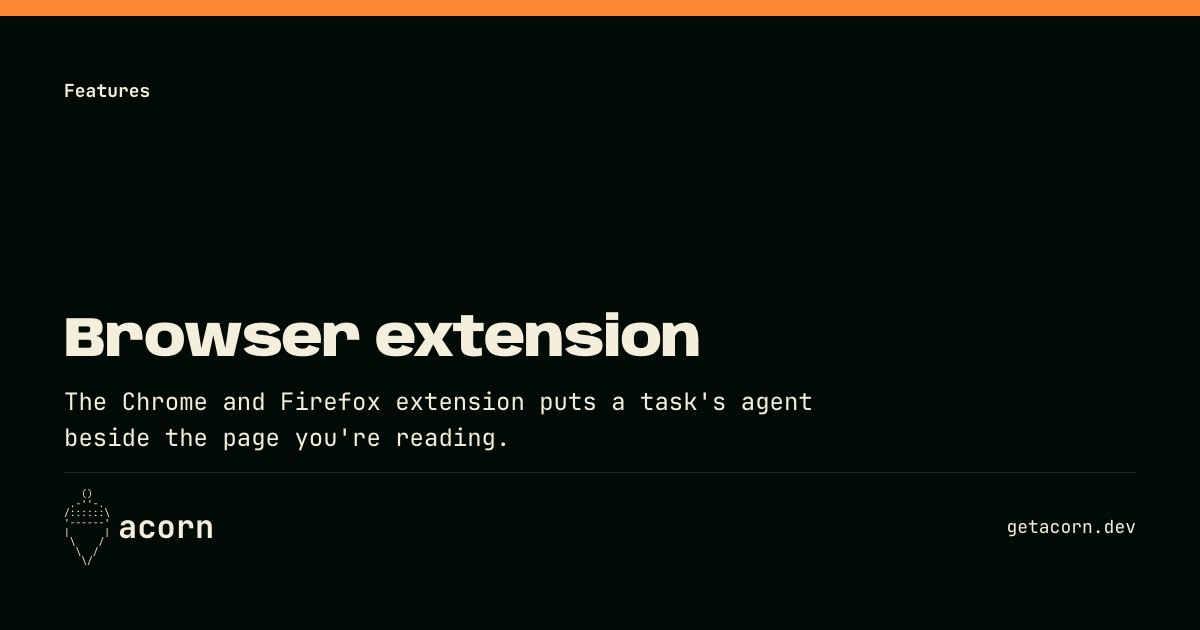 Features
Browser extension
The Chrome and Firefox extension puts a task's agent
beside the page you're reading.
acorn
getacorn.dev